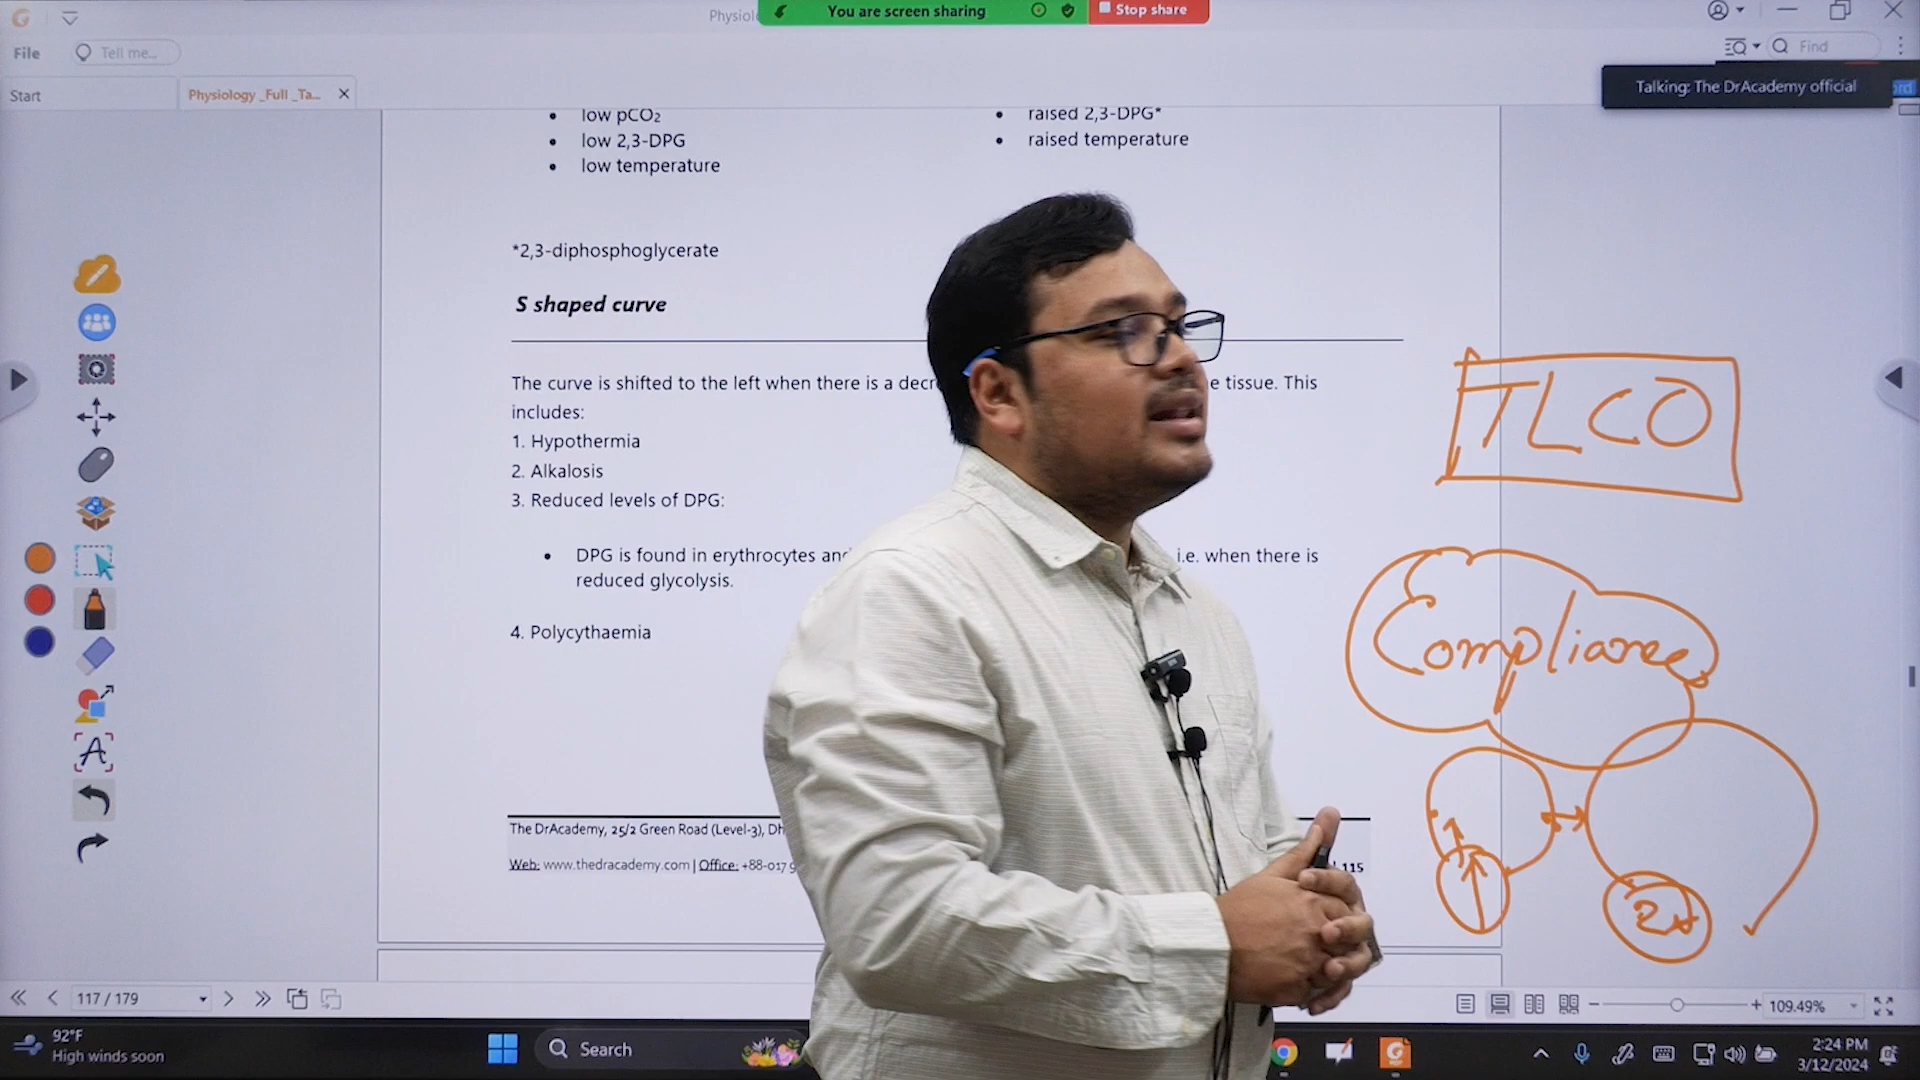 Physiol
You are screen sharing
Stop share
File
Tell me...
Find
Start
Physiology _Full _Ta...
Talking: The DrAcademy official
• low pCO₂
• low 2,3-DPG
• low temperature
• raised 2,3-DPG*
• raised temperature
*2,3-diphosphoglycerate
S shaped curve
The curve is shifted to the left when there is a decr e tissue. This
includes:
1. Hypothermia
2. Alkalosis
3. Reduced levels of DPG:
• DPG is found in erythrocytes and i.e. when there is
reduced glycolysis.
4. Polycythaemia
The DrAcademy, 25/2 Green Road (Level-3), Dh
Web: www.thedracademy.com | Office: +88-017 9
115
TLCO
Compliance
117 / 179
109.49%
92°F
High winds soon
Search
2:24 PM
3/12/2024